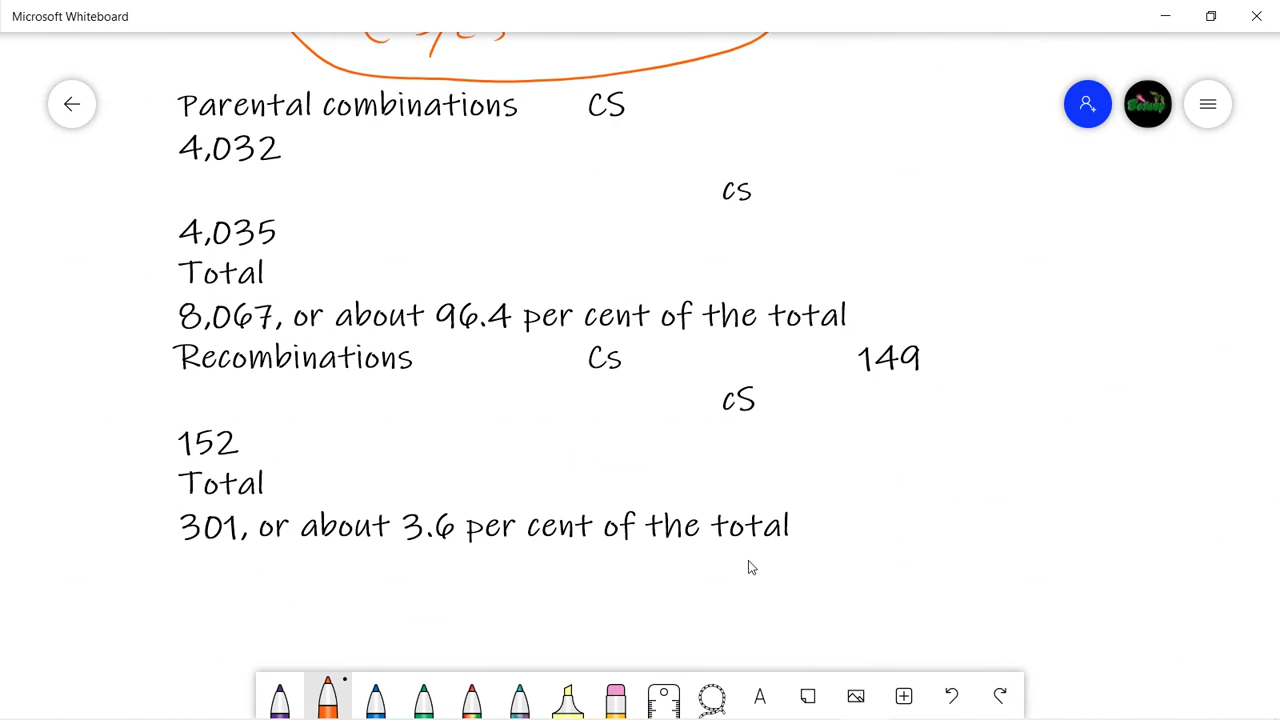 Microsoft Whiteboard
Parental combinations CS
4,032
cs
4,035
Total
8,067, or about 96.4 per cent of the total
Recombinations Cs 149
cS
152
Total
301, or about 3.6 per cent of the total
A